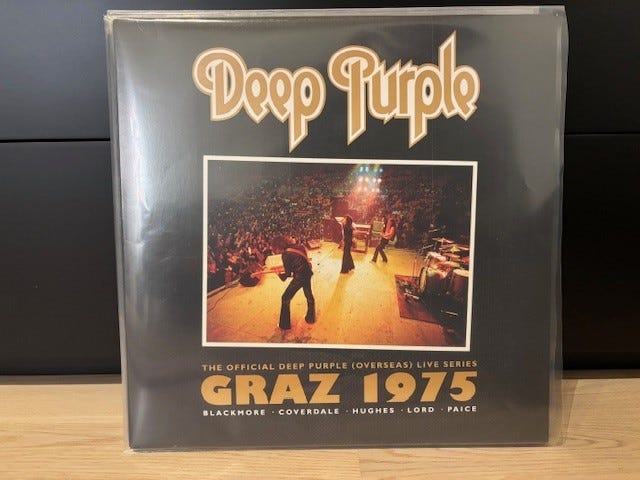 Deep Purple
THE OFFICIAL DEEP PURPLE (OVERSEAS) LIVE SERIES
GRAZ 1975
BLACKMORE · COVERDALE · HUGHES · LORD · PAICE